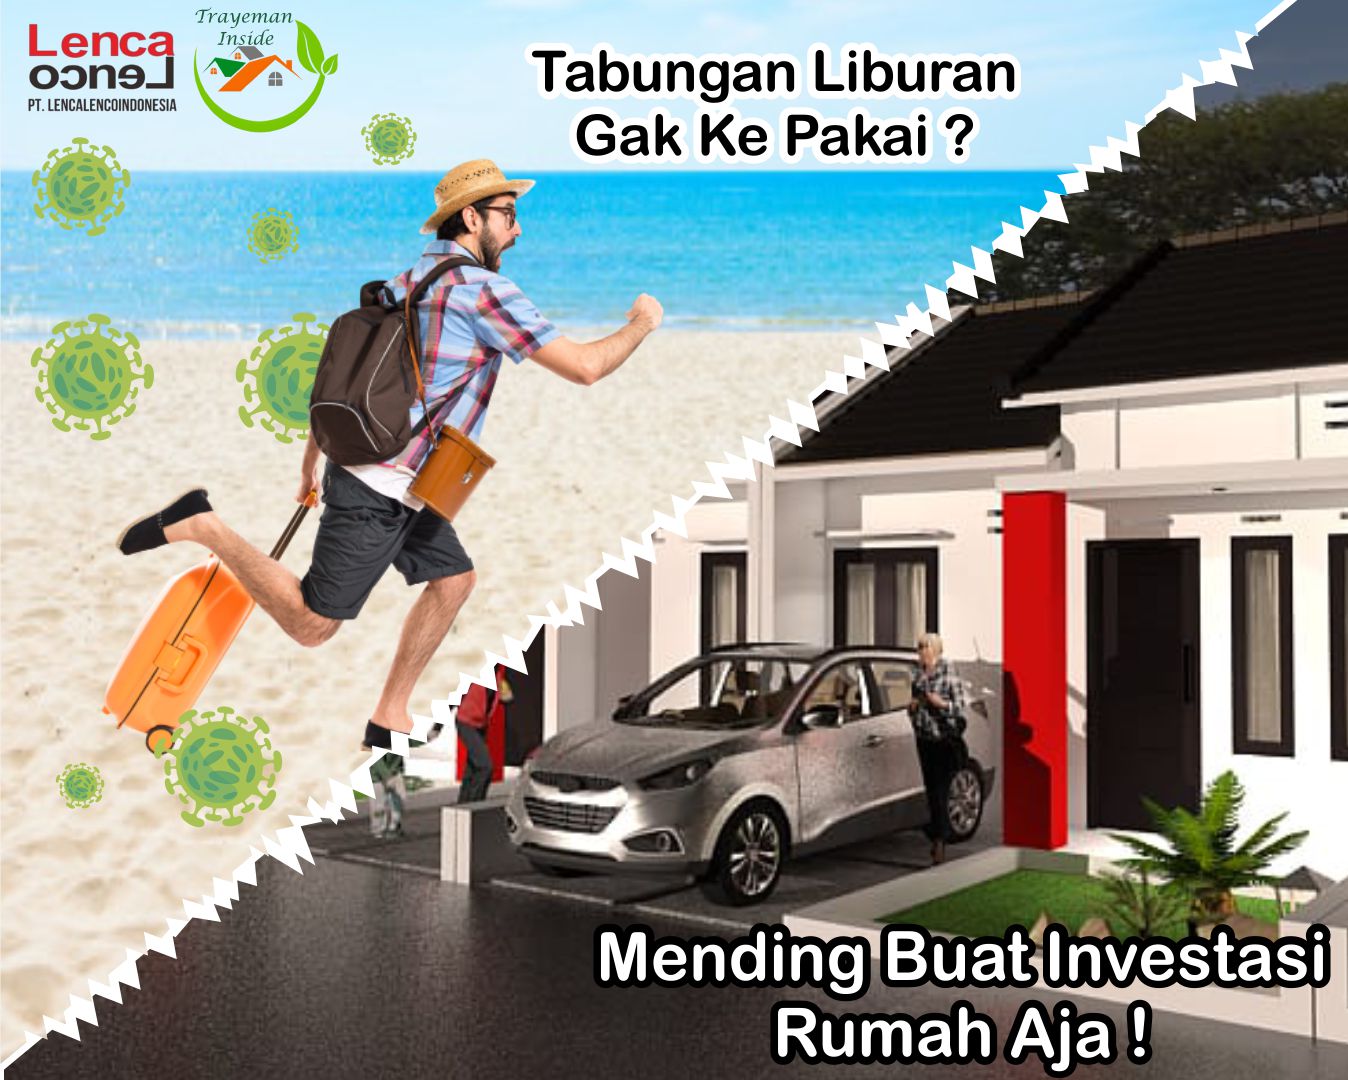 Lenca
Lenco
PT. LENCALENCOINDONESIA
Trayeman
Inside
Tabungan Liburan
Gak Ke Pakai ?
Mending Buat Investasi
Rumah Aja !